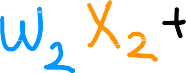 w₂ x₂ +